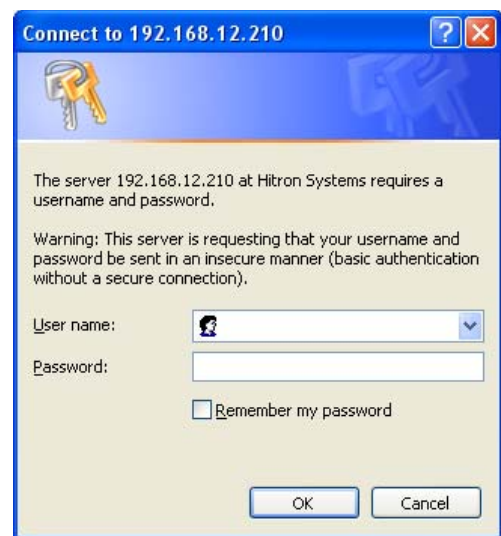 Connect to 192.168.12.210
The server 192.168.12.210 at Hitron Systems requires a
username and password.
Warning: This server is requesting that your username and
password be sent in an insecure manner (basic authentication
without a secure connection).
User name:
Password:
Remember my password
OK Cancel